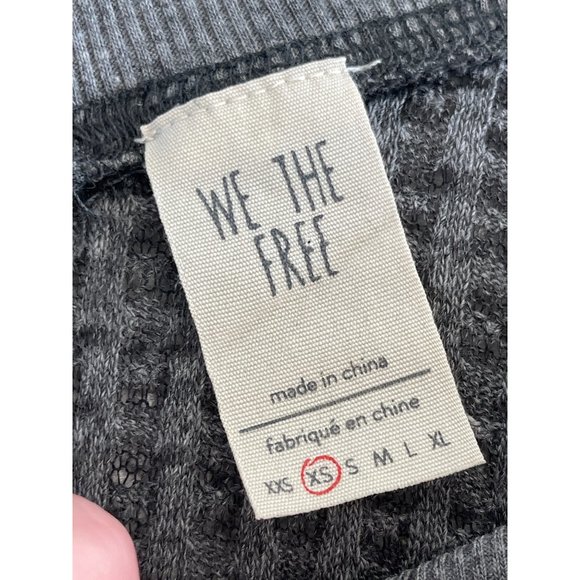 WE THE
FREE
made in china
fabriqué en chine
XXS XS S M L XL